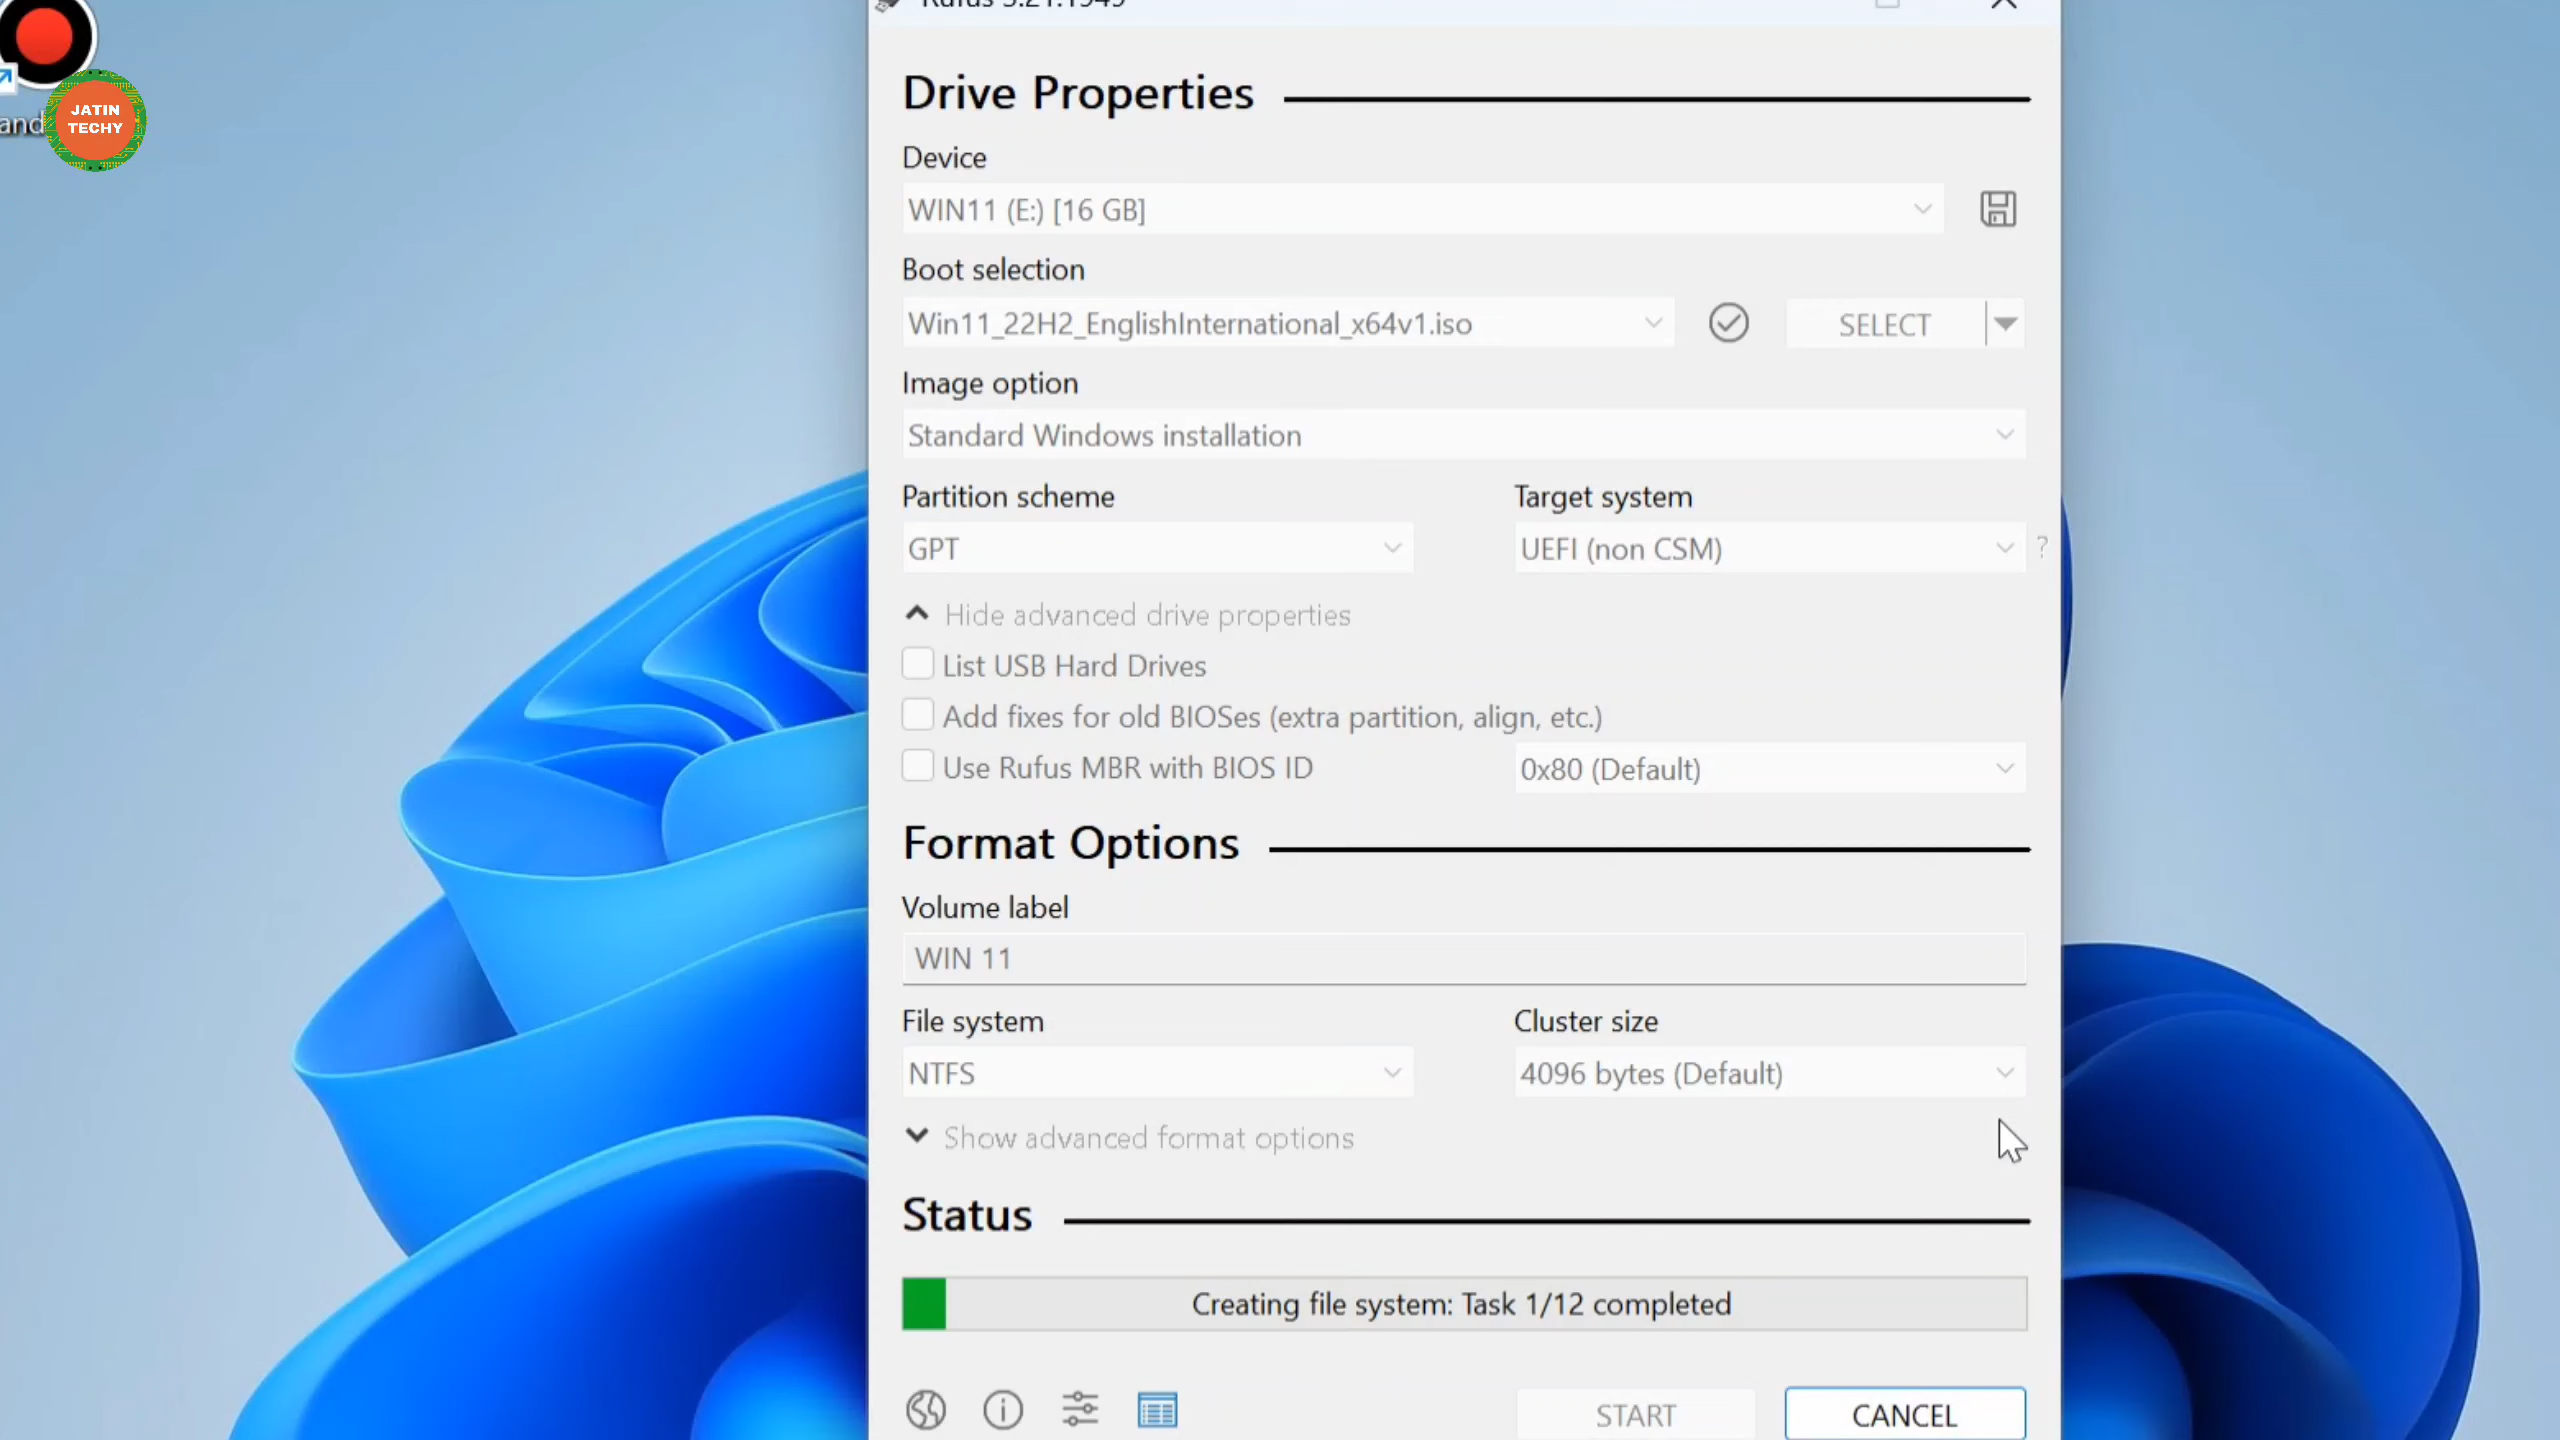 Rufus 3.21.1949
and
JATIN
TECHY
Drive Properties
Device
WIN11 (E:) [16 GB]
Boot selection
Win11_22H2_EnglishInternational_x64v1.iso
SELECT
Image option
Standard Windows installation
Partition scheme
Target system
GPT
UEFI (non CSM)
?
Hide advanced drive properties
List USB Hard Drives
Add fixes for old BIOSes (extra partition, align, etc.)
Use Rufus MBR with BIOS ID
0x80 (Default)
Format Options
Volume label
WIN 11
File system
Cluster size
NTFS
4096 bytes (Default)
Show advanced format options
Status
Creating file system: Task 1/12 completed
START
CANCEL